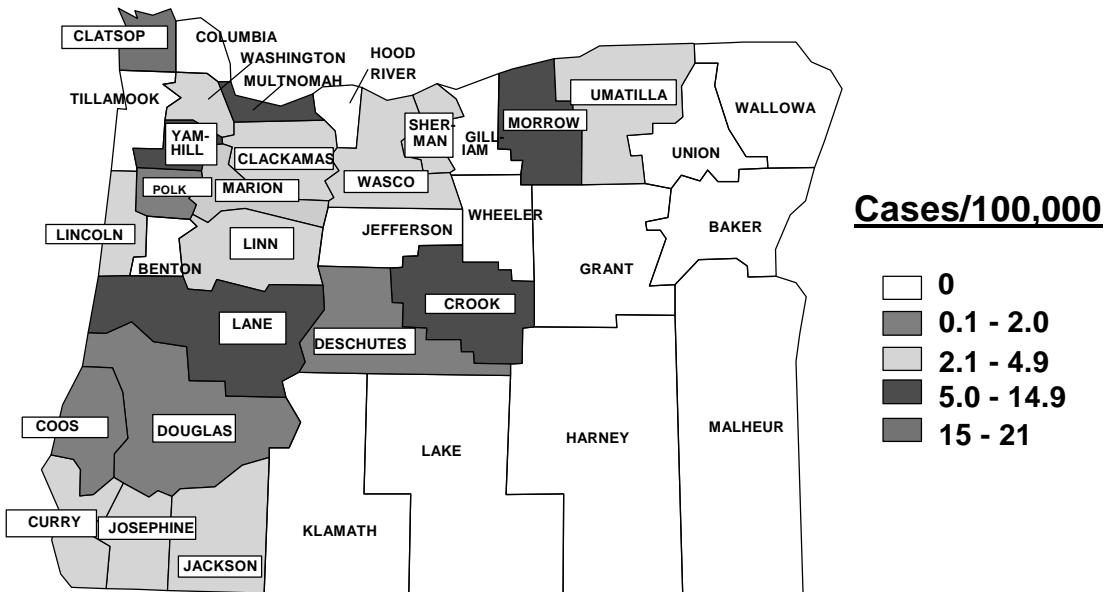 CLATSOP
COLUMBIA
WASHINGTON
MULTNOMAH
HOOD
RIVER
TILLAMOOK
YAM-
HILL
CLACKAMAS
SHER-
MAN
GILL-
IAM
MORROW
UMATILLA
WALLOWA
UNION
POLK
MARION
WASCO
LINCOLN
LINN
BENTON
JEFFERSON
WHEELER
GRANT
BAKER
LANE
CROOK
DESCHUTES
COOS
DOUGLAS
LAKE
HARNEY
MALHEUR
CURRY
JOSEPHINE
JACKSON
KLAMATH
Cases/100,000
0
0.1 - 2.0
2.1 - 4.9
5.0 - 14.9
15 - 21